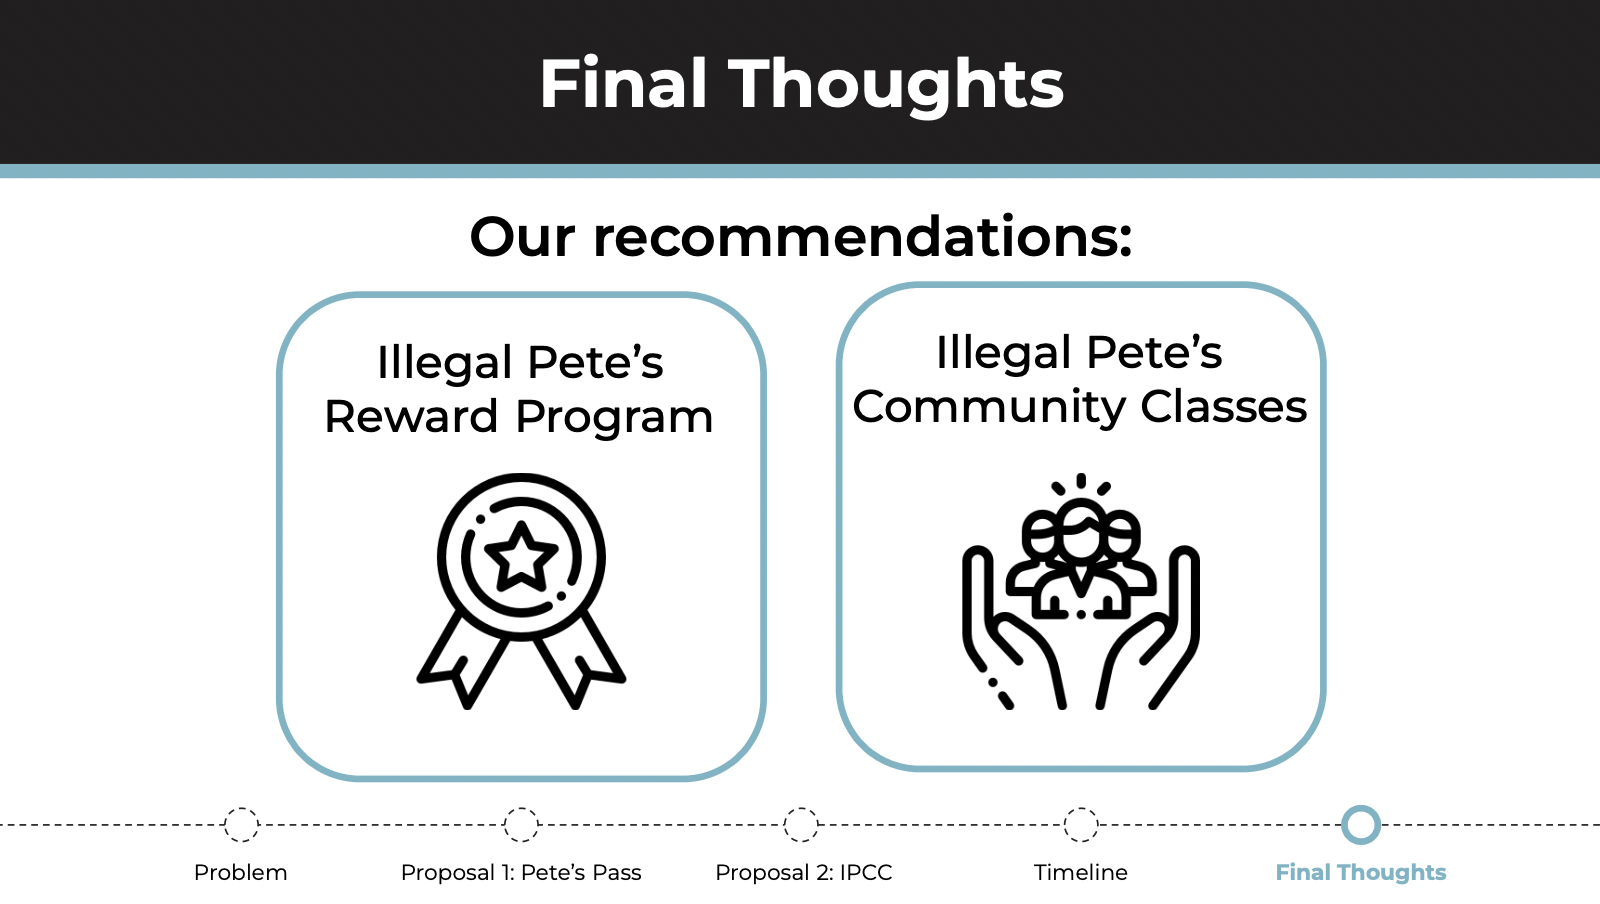 Final Thoughts
Our recommendations:
Illegal Pete’s
Reward Program
Illegal Pete’s
Community Classes
Problem
Proposal 1: Pete’s Pass
Proposal 2: IPCC
Timeline
Final Thoughts